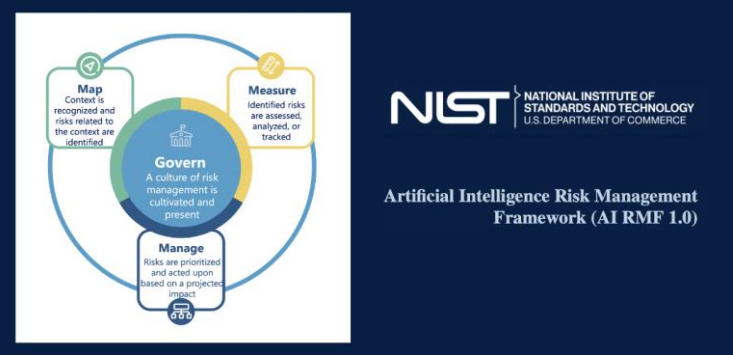 Map
Context is
recognized and
risks related to
the context are
identified
Measure
Identified risks
are assessed,
analyzed, or
tracked
Govern
A culture of risk
management is
cultivated and
present
Manage
Risks are prioritized
and acted upon
based on a projected
impact
NIST
NATIONAL INSTITUTE OF
STANDARDS AND TECHNOLOGY
U.S. DEPARTMENT OF COMMERCE
Artificial Intelligence Risk Management
Framework (AI RMF 1.0)